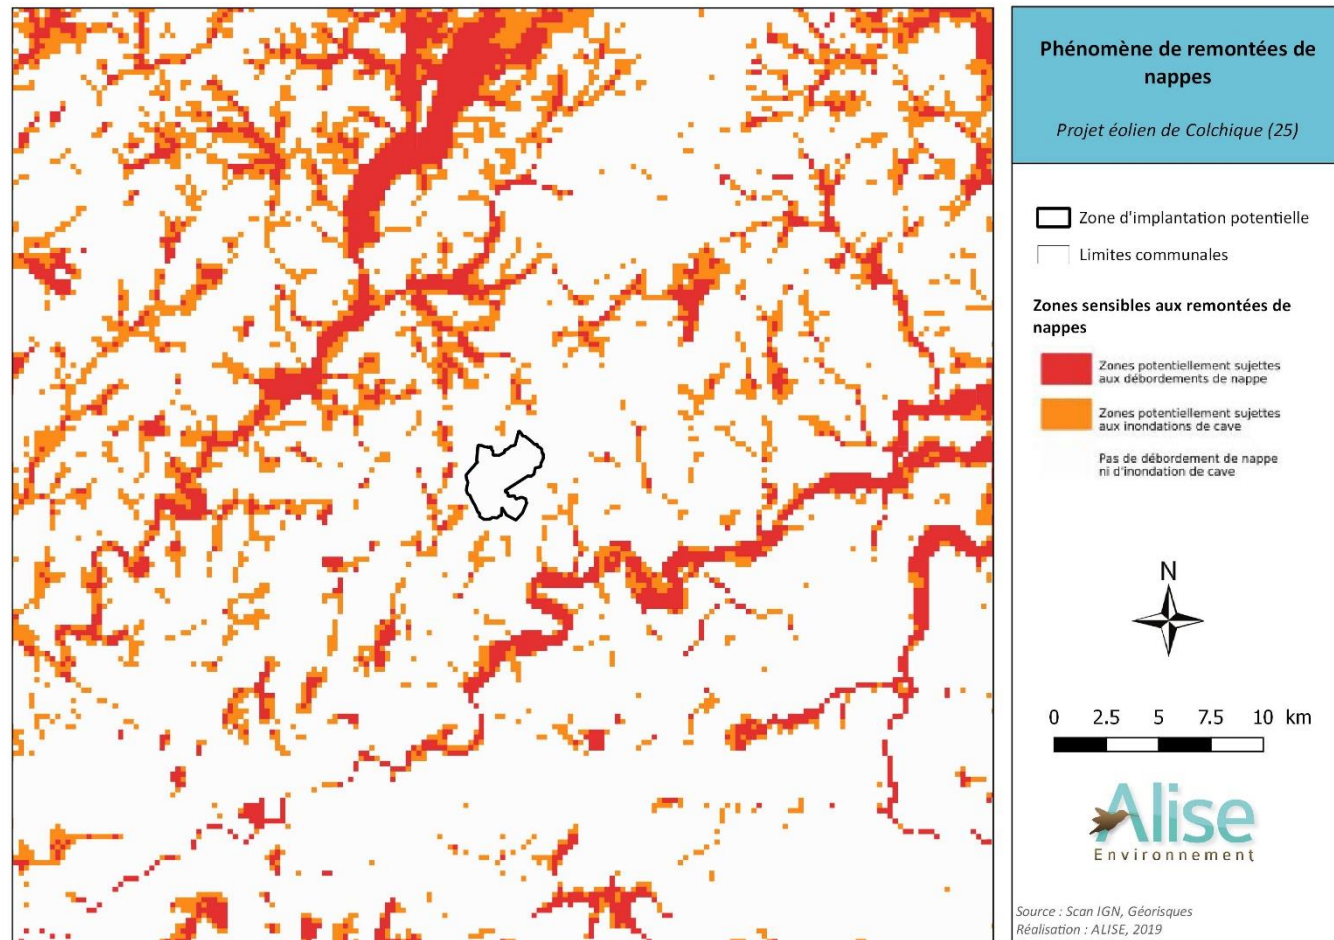 Phénomène de remontées de
nappes
Projet éolien de Colchique (25)
Zone d'implantation potentielle
Limites communales
Zones sensibles aux remontées de
nappes
Zones potentiellement sujettes
aux débordements de nappe
Zones potentiellement sujettes
aux inondations de cave
Pas de débordement de nappe
ni d'inondation de cave
N
0 2.5 5 7.5 10 km
Alise
Environnement
Source : Scan IGN, Géorisques
Réalisation : ALISE, 2019